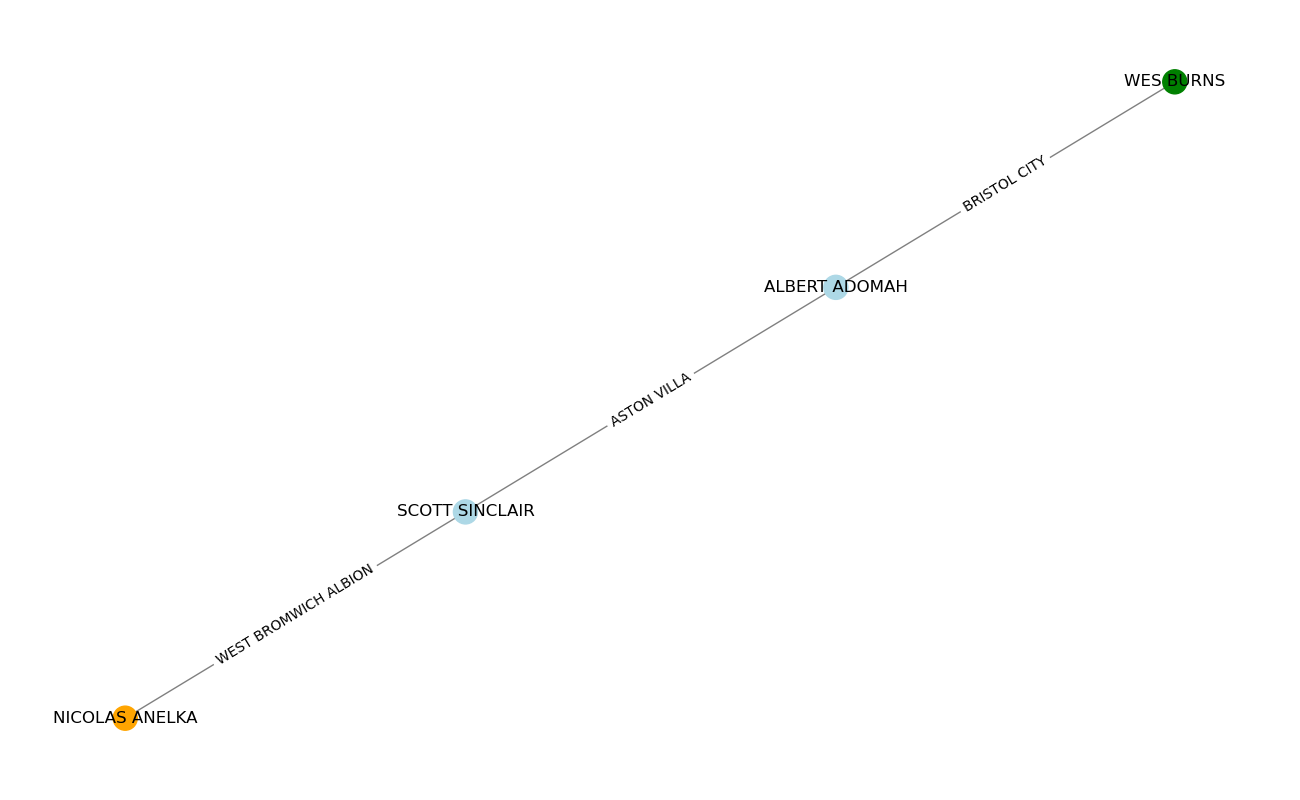 WES BURNS
BRISTOL CITY
ALBERT ADOMAH
ASTON VILLA
SCOTT SINCLAIR
WEST BROMWICH ALBION
NICOLAS ANELKA